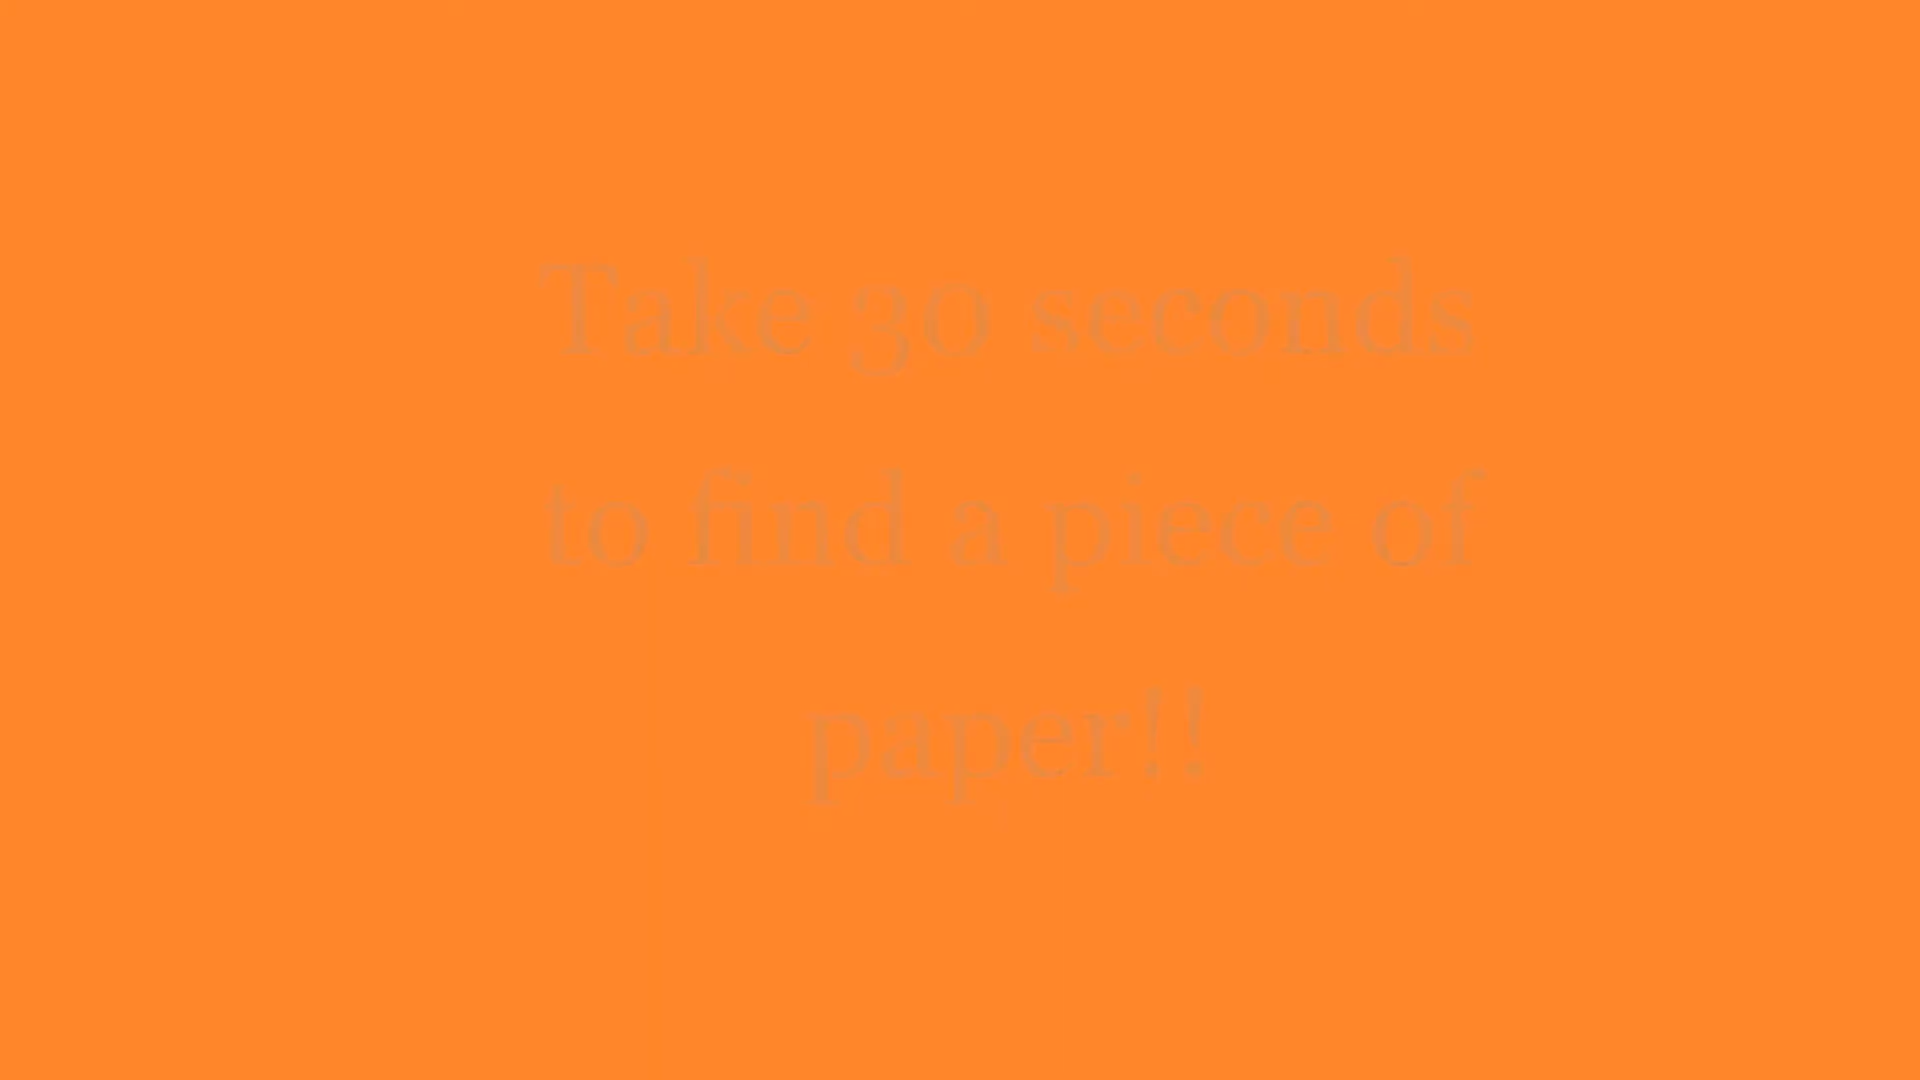 Take 30 seconds
to find a piece of
paper!!